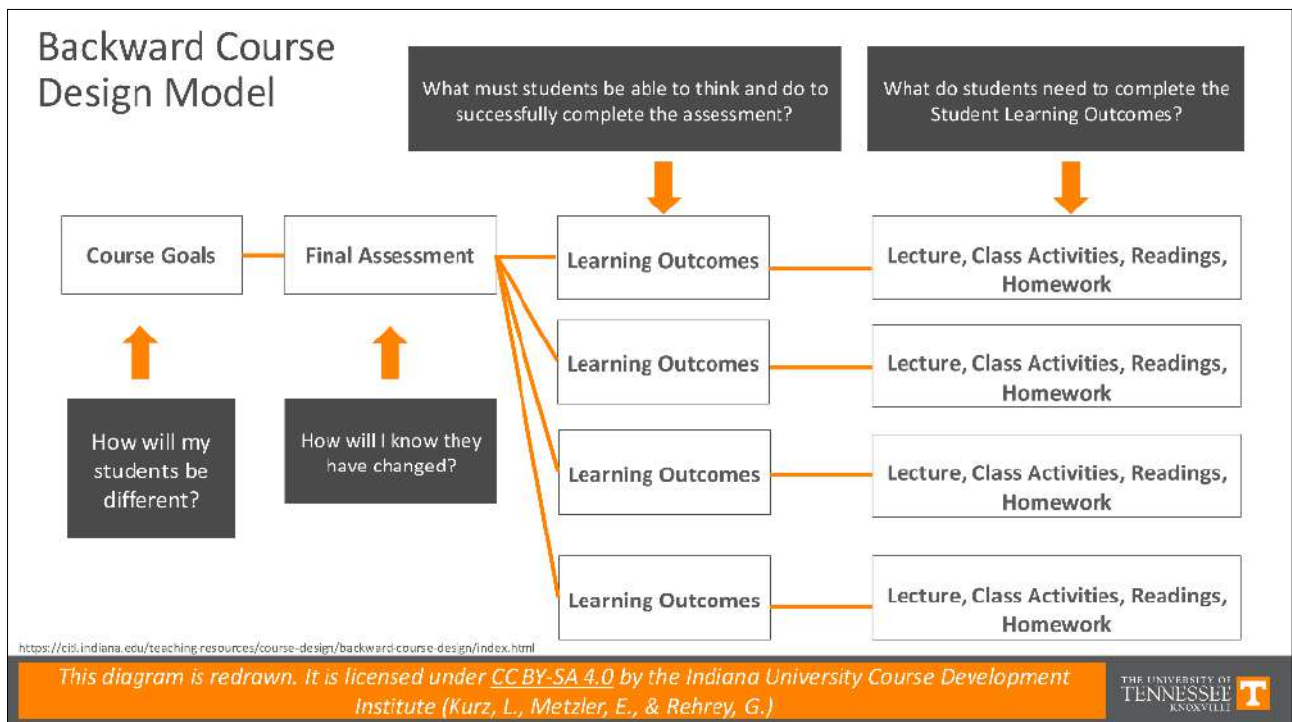 Backward Course
Design Model
What must students be able to think and do to
successfully complete the assessment?
What do students need to complete the
Student Learning Outcomes?
Course Goals
Final Assessment
Learning Outcomes
Lecture, Class Activities, Readings,
Homework
Learning Outcomes
Lecture, Class Activities, Readings,
Homework
How will my
students be
different?
How will I know they
have changed?
Learning Outcomes
Lecture, Class Activities, Readings,
Homework
Learning Outcomes
Lecture, Class Activities, Readings,
Homework
https://citl.indiana.edu/teaching-resources/course-design/backward-course-design/index.html
This diagram is redrawn. It is licensed under CC BY-SA 4.0 by the Indiana University Course Development
Institute (Kurz, L., Metzler, E., & Rehrey, G.)
THE UNIVERSITY OF
TENNESSEE
KNOXVILLE
T